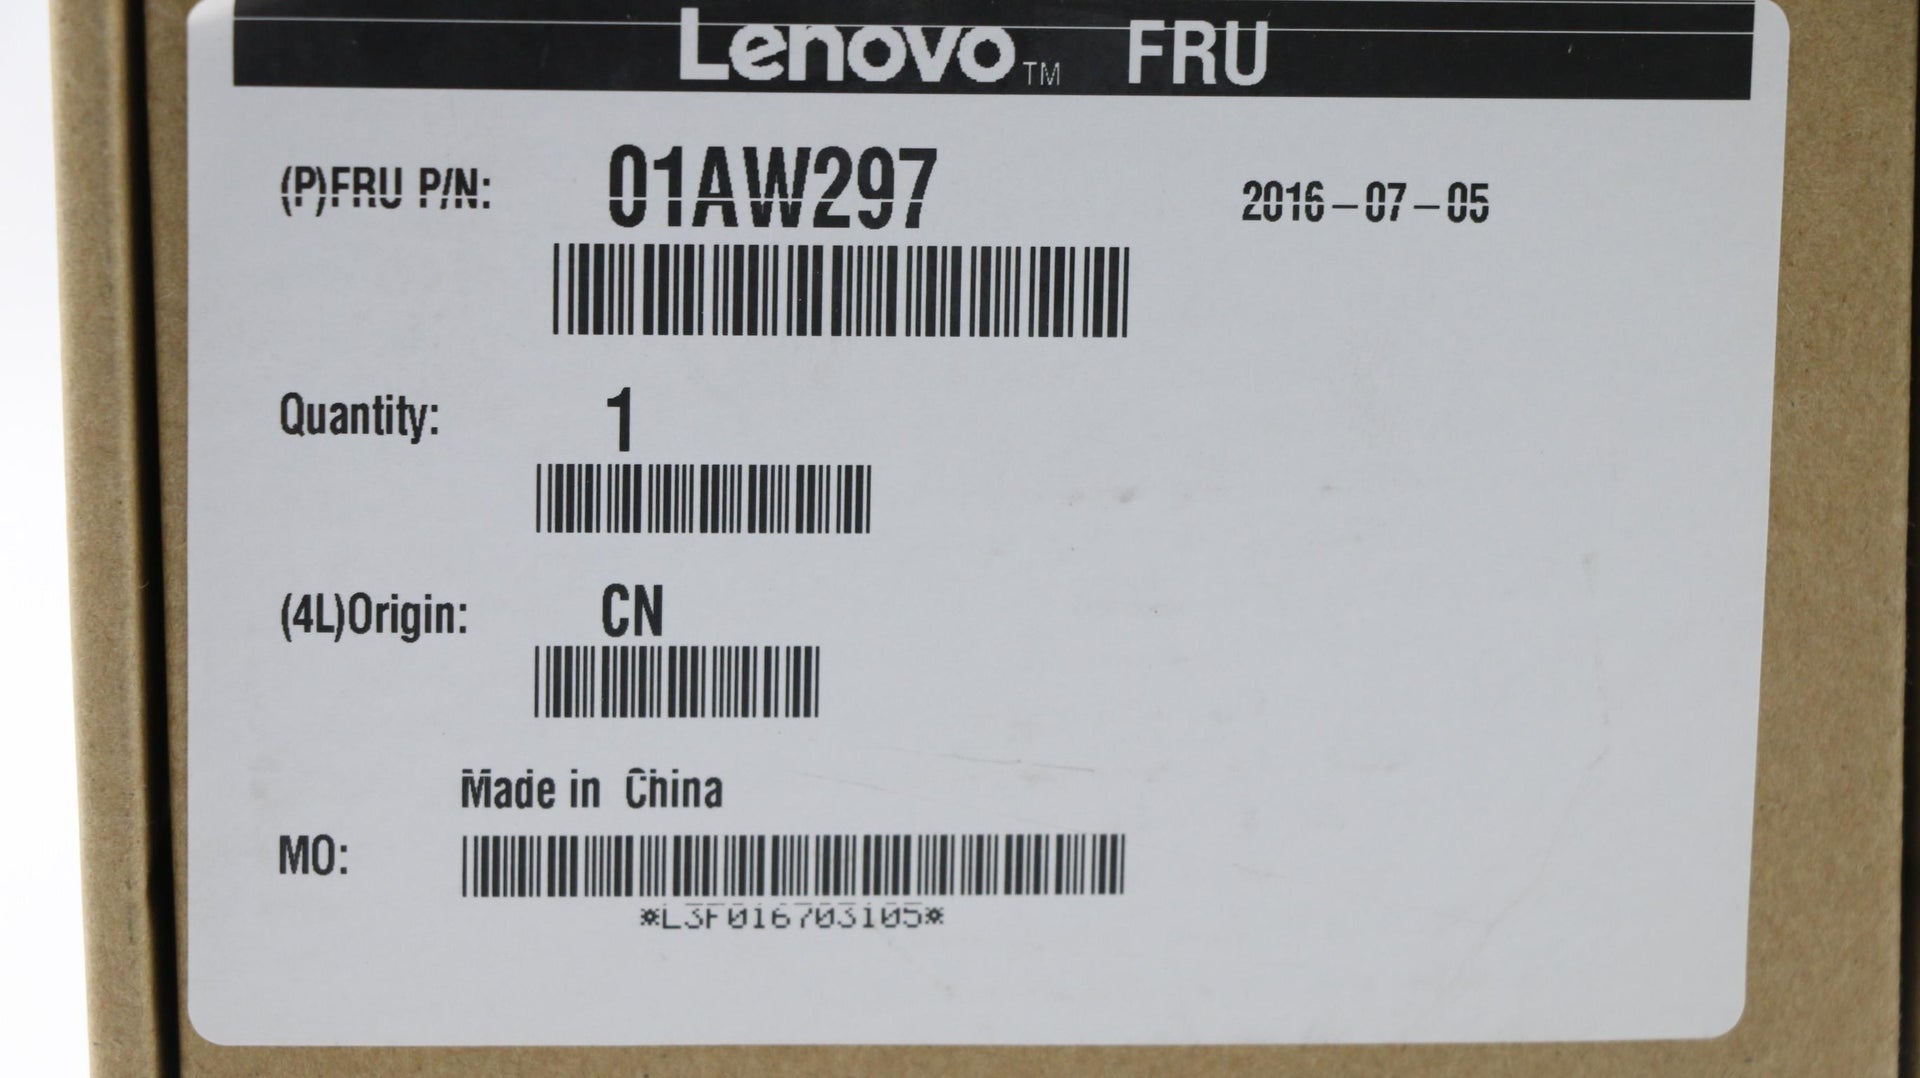 Lenovo™ FRU
(P)FRU P/N: 01AW297 2016-07-05
Quantity: 1
(4L)Origin: CN
Made in China
MO:
*L3F016703105*